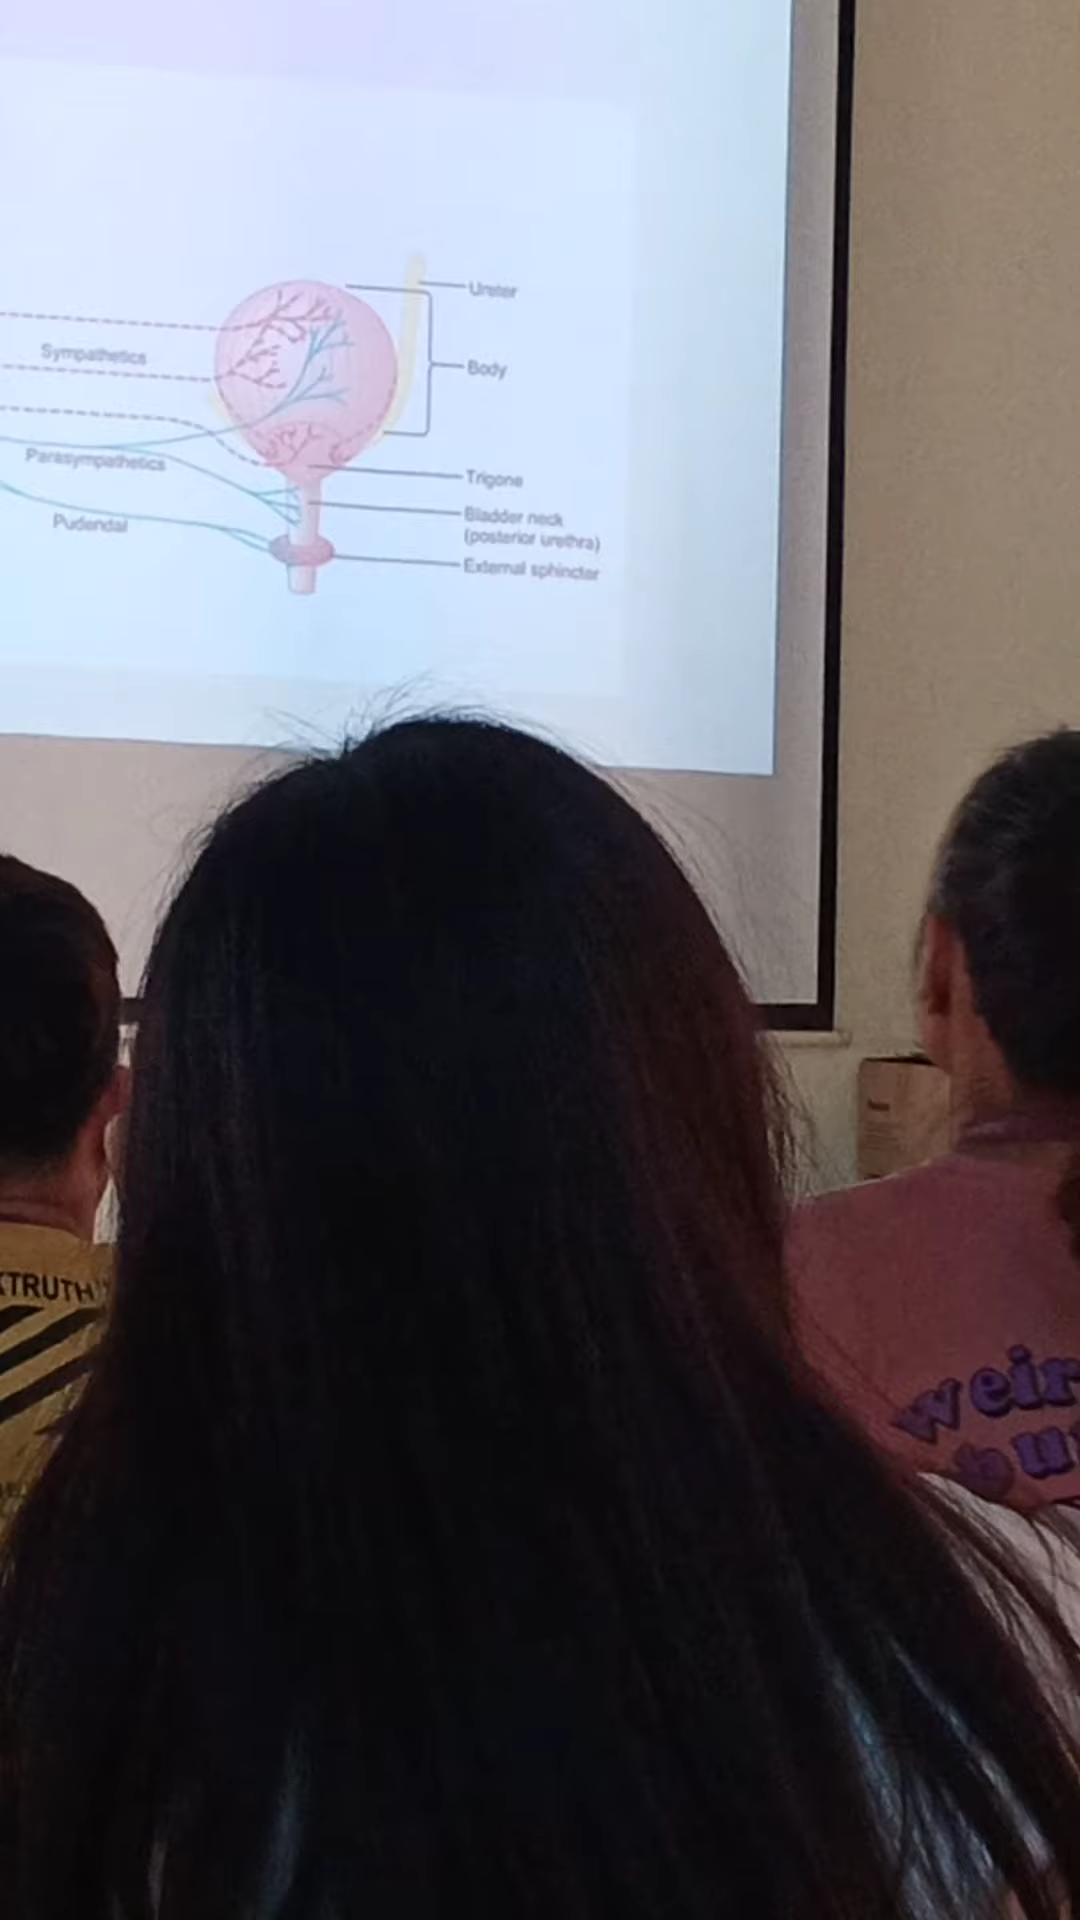 Ureter
Sympathetics
Body
Parasympathetics
Trigone
Pudendal
Bladder neck
(posterior urethra)
External sphincter
TRUTH
weir
bu